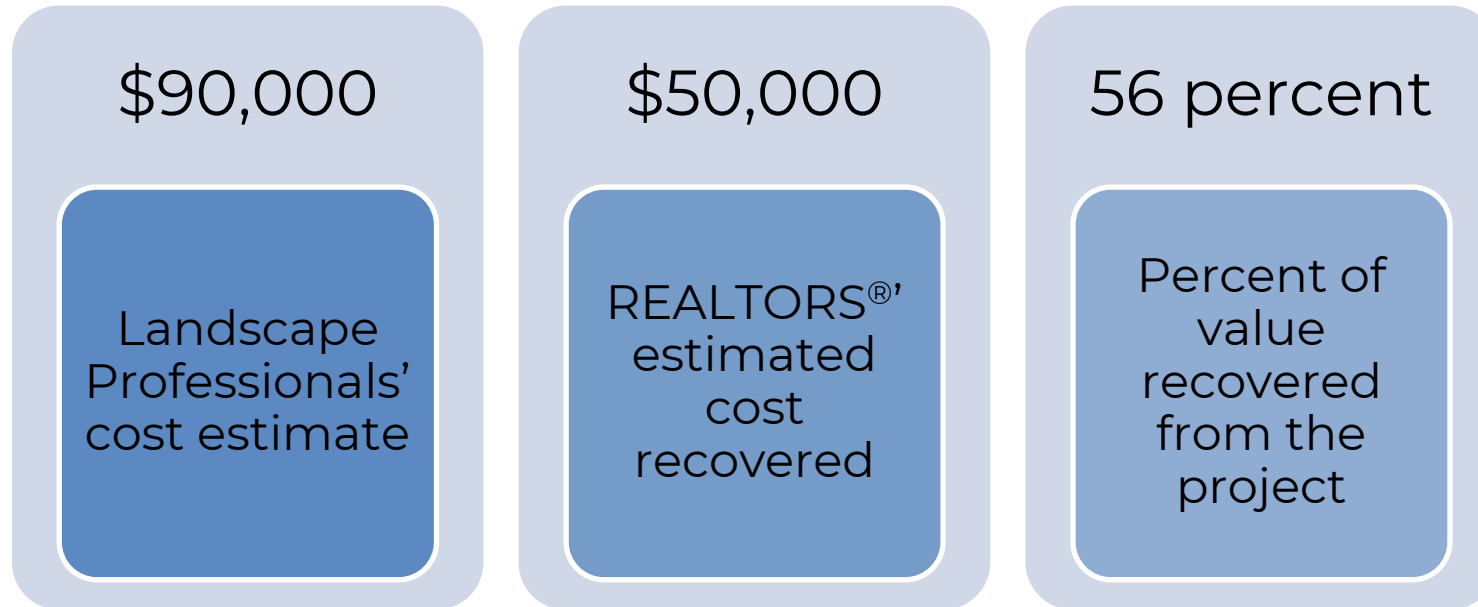 $90,000
Landscape
Professionals’
cost estimate
$50,000
REALTORS®’
estimated
cost
recovered
56 percent
Percent of
value
recovered
from the
project